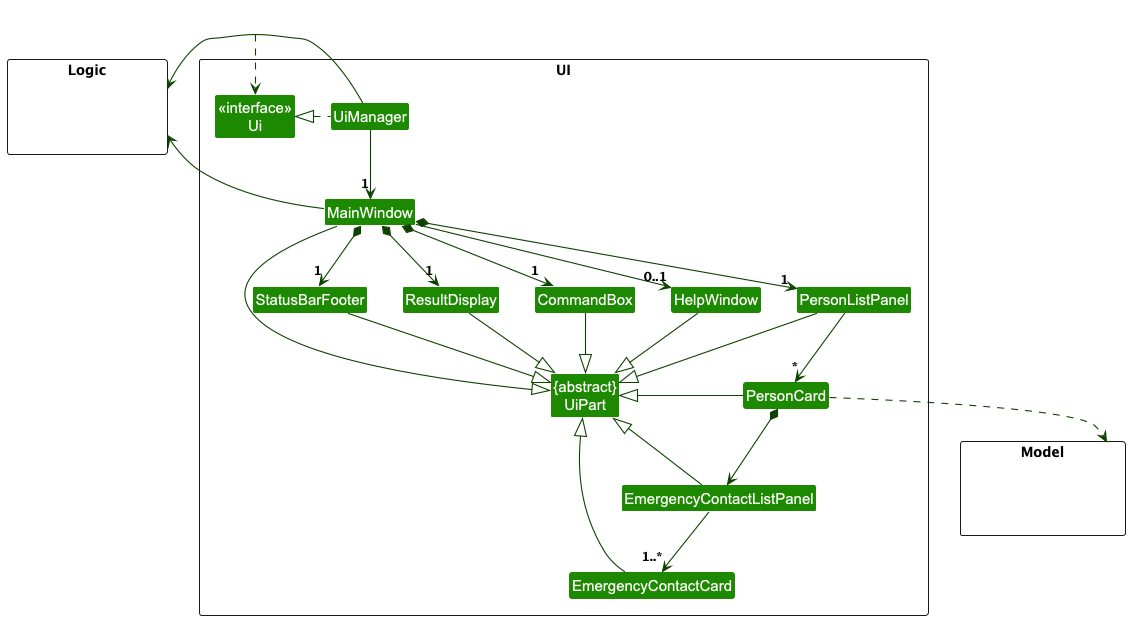 Logic
UI
«interface»
Ui
UiManager
1
MainWindow
1
1
1
0..1
1
StatusBarFooter
ResultDisplay
CommandBox
HelpWindow
PersonListPanel
*
{abstract}
UiPart
PersonCard
Model
EmergencyContactListPanel
1..*
EmergencyContactCard